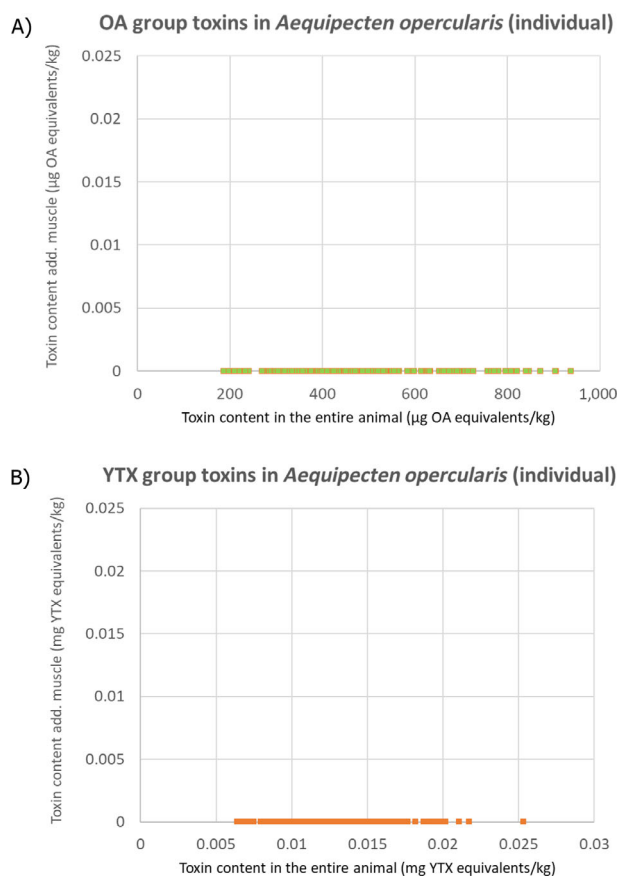 A)
OA group toxins in Aequipecten opercularis (individual)
Toxin content add. muscle (µg OA equivalents/kg)
0.025
0.02
0.015
0.01
0.005
0
0 200 400 600 800 1,000
Toxin content in the entire animal (µg OA equivalents/kg)
B)
YTX group toxins in Aequipecten opercularis (individual)
Toxin content add. muscle (mg YTX equivalents/kg)
0.025
0.02
0.015
0.01
0.005
0
0 0.005 0.01 0.015 0.02 0.025 0.03
Toxin content in the entire animal (mg YTX equivalents/kg)